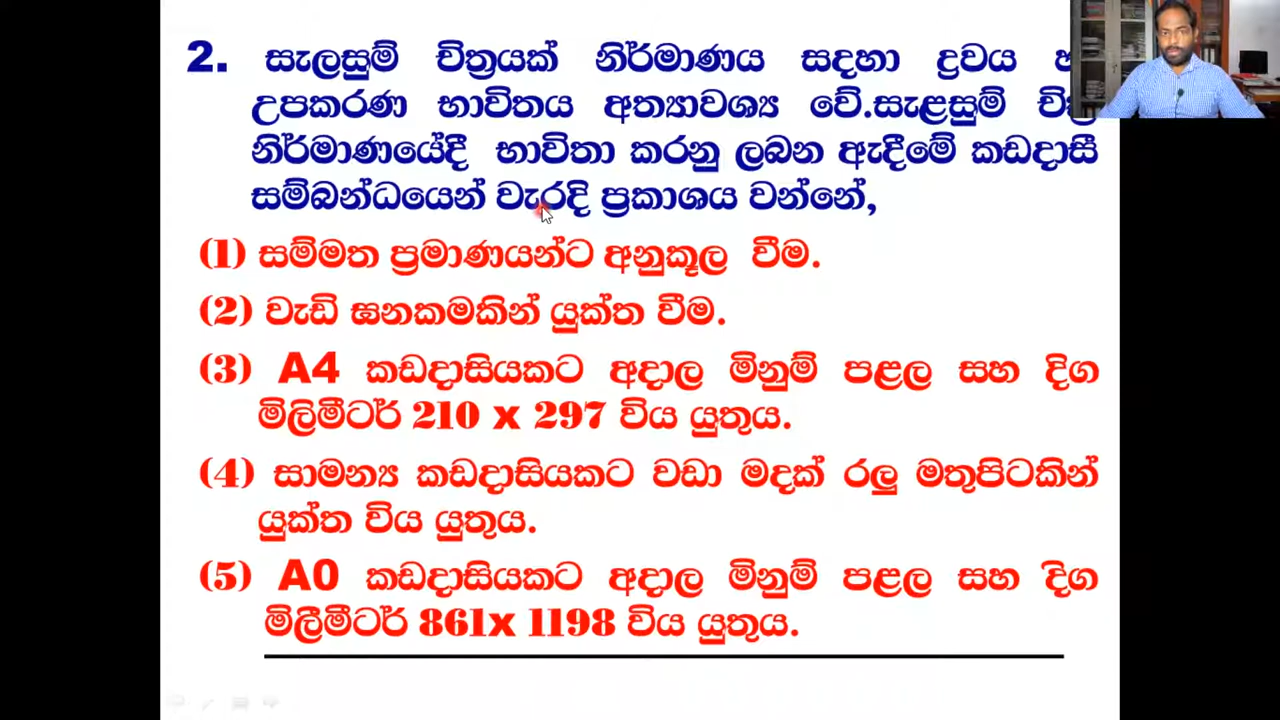 2. සැලසුම් චිත්‍රයක් නිර්මාණය සඳහා ද්‍රවය
උපකරණ භාවිතය අත්‍යාවශ්‍ය වේ.සැළසුම්
නිර්මාණයේදී භාවිතා කරනු ලබන ඇදීමේ කඩදාසී
සම්බන්ධයෙන් වැරදි ප්‍රකාශය වන්නේ,
(1) සම්මත ප්‍රමාණයන්ට අනුකූල වීම.
(2) වැඩි ඝනකමකින් යුක්ත වීම.
(3) A4 කඩදාසියකට අදාල මිනුම් පළල සහ දිග
මිලිමීටර් 210 x 297 විය යුතුය.
(4) සාමන්‍ය කඩදාසියකට වඩා මදක් රලු මතුපිටකින්
යුක්ත විය යුතුය.
(5) A0 කඩදාසියකට අදාල මිනුම් පළල සහ දිග
මිලීමීටර් 861x 1198 විය යුතුය.